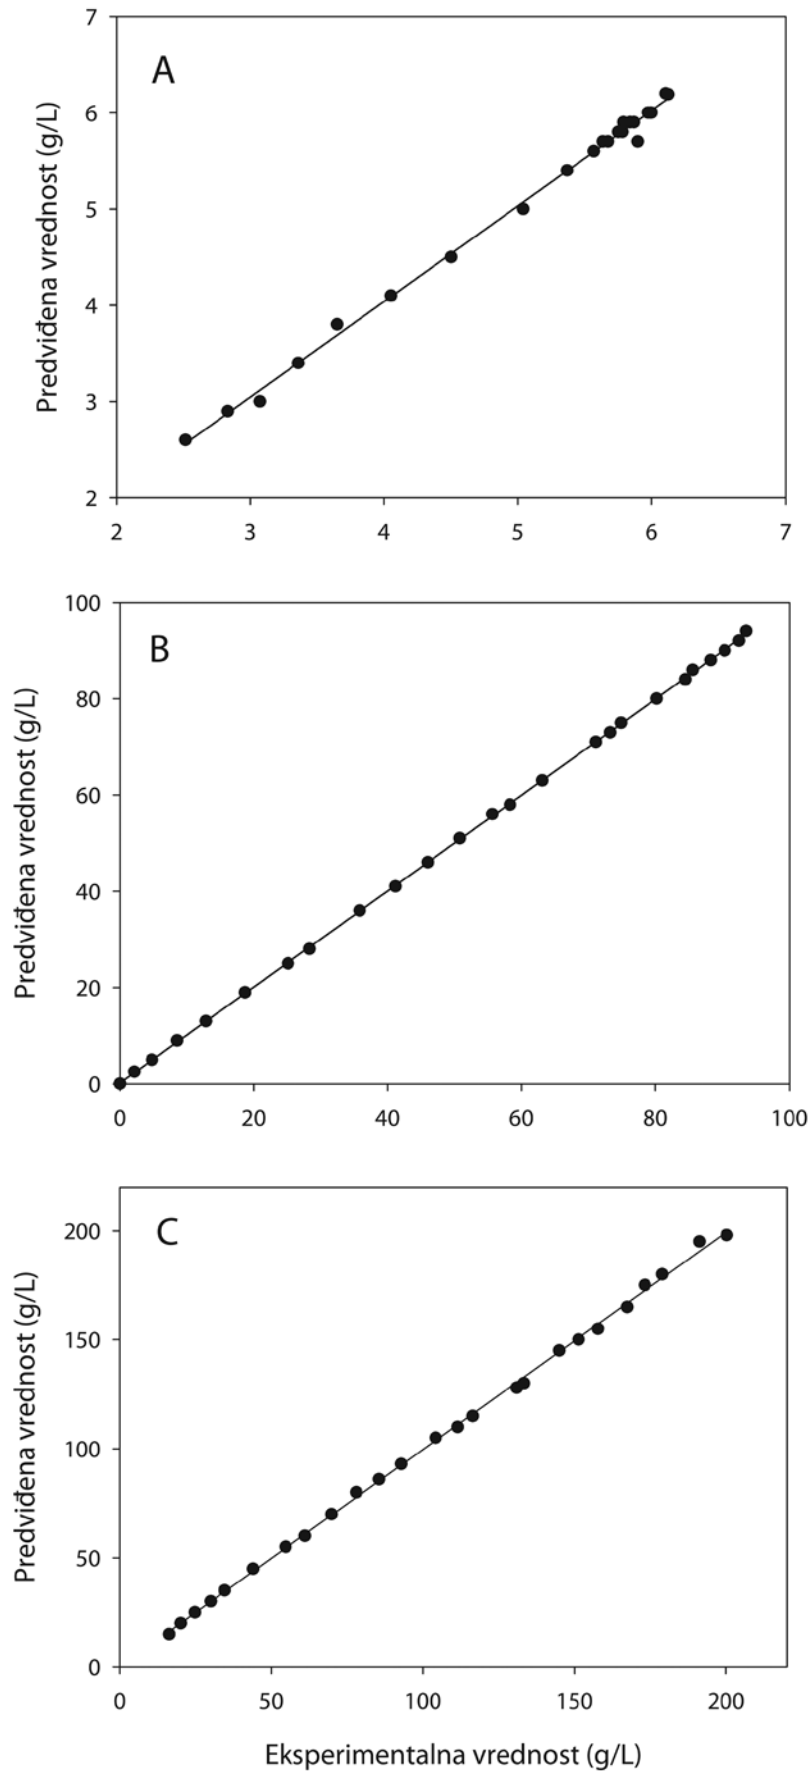 A
7
6
5
4
3
2
Predviđena vrednost (g/L)
2 3 4 5 6 7
B
100
80
60
40
20
0
Predviđena vrednost (g/L)
0 20 40 60 80 100
C
200
150
100
50
0
Predviđena vrednost (g/L)
0 50 100 150 200
Eksperimentalna vrednost (g/L)